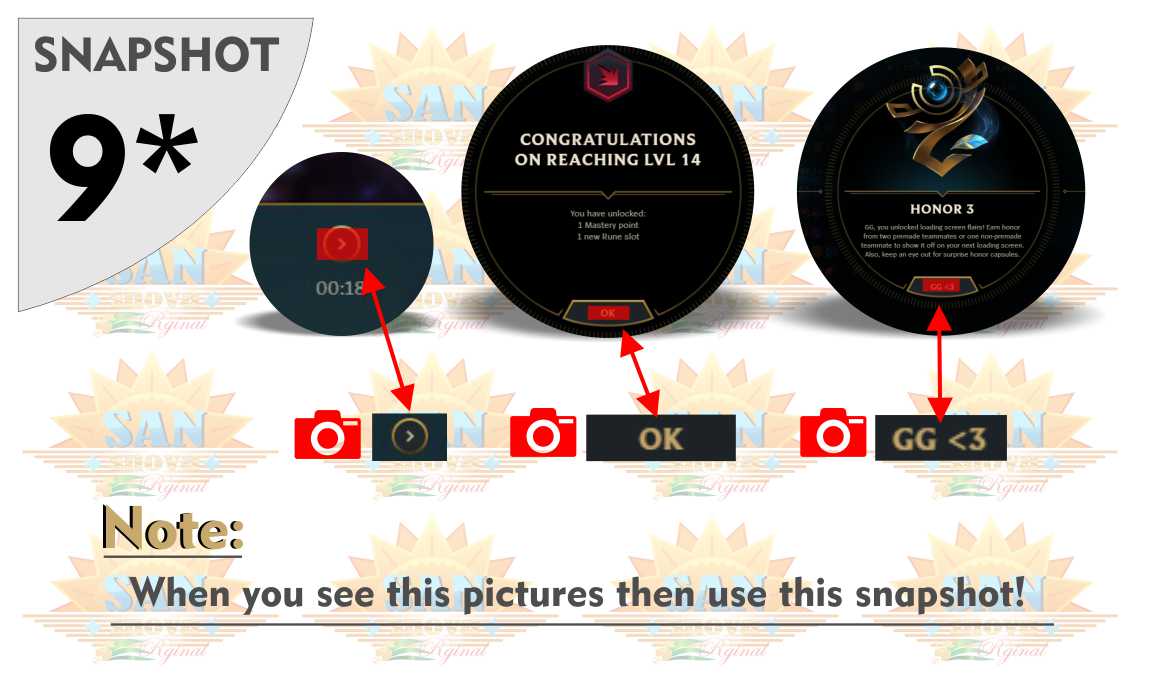 SNAPSHOT
9*
CONGRATULATIONS
ON REACHING LVL 14
You have unlocked:
1 Mastery point
1 new Rune slot
OK
HONOR 3
GG, you unlocked loading screen flairs! Earn honor
from two premade teammates or one non-premade
teammate to show it off on your next loading screen.
Also, keep an eye out for surprise honor capsules.
GG <3
00:18
OK
GG <3
Note:
When you see this pictures then use this snapshot!
SAN
Orginal